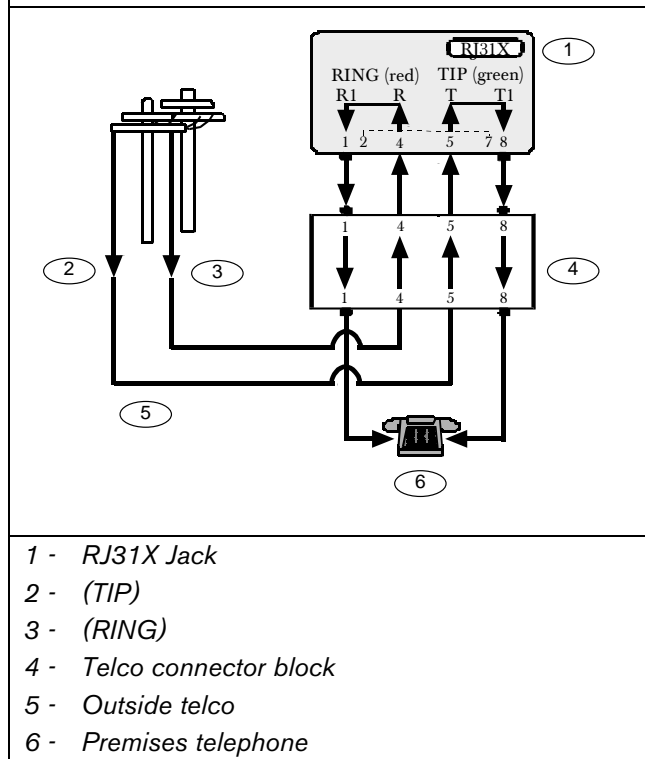 RJ31X
1
RING (red) TIP (green)
R1 R T T1
1 2 4 5 7 8
1 4 5 8
2 3 4
1 4 5 8
5
6
1 - RJ31X Jack
2 - (TIP)
3 - (RING)
4 - Telco connector block
5 - Outside telco
6 - Premises telephone